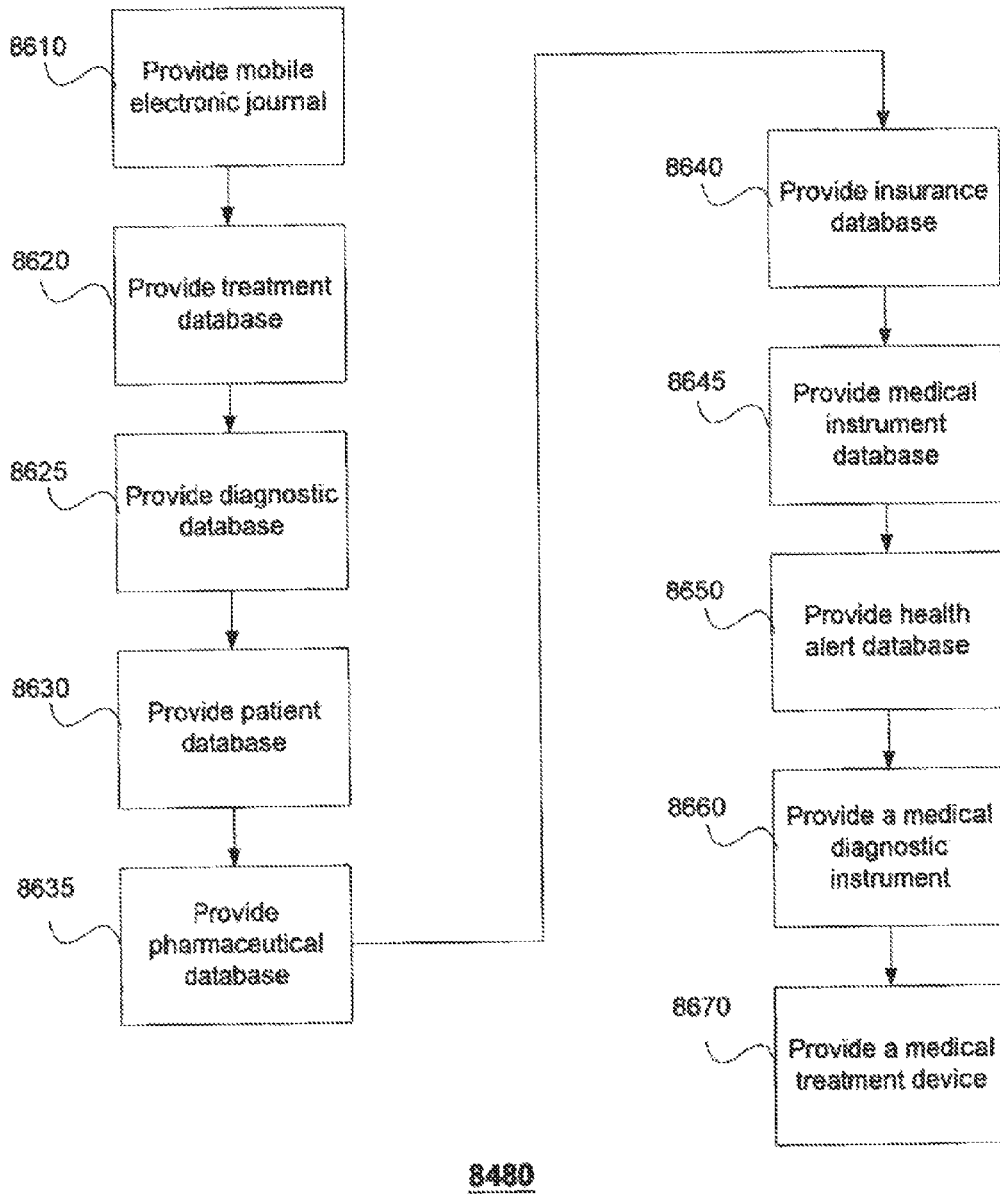 8610
Provide mobile
electronic journal
8620
Provide treatment
database
8625
Provide diagnostic
database
8630
Provide patient
database
8635
Provide
pharmaceutical
database
8640
Provide insurance
database
8645
Provide medical
instrument
database
8650
Provide health
alert database
8660
Provide a medical
diagnostic
instrument
8670
Provide a medical
treatment device
8480